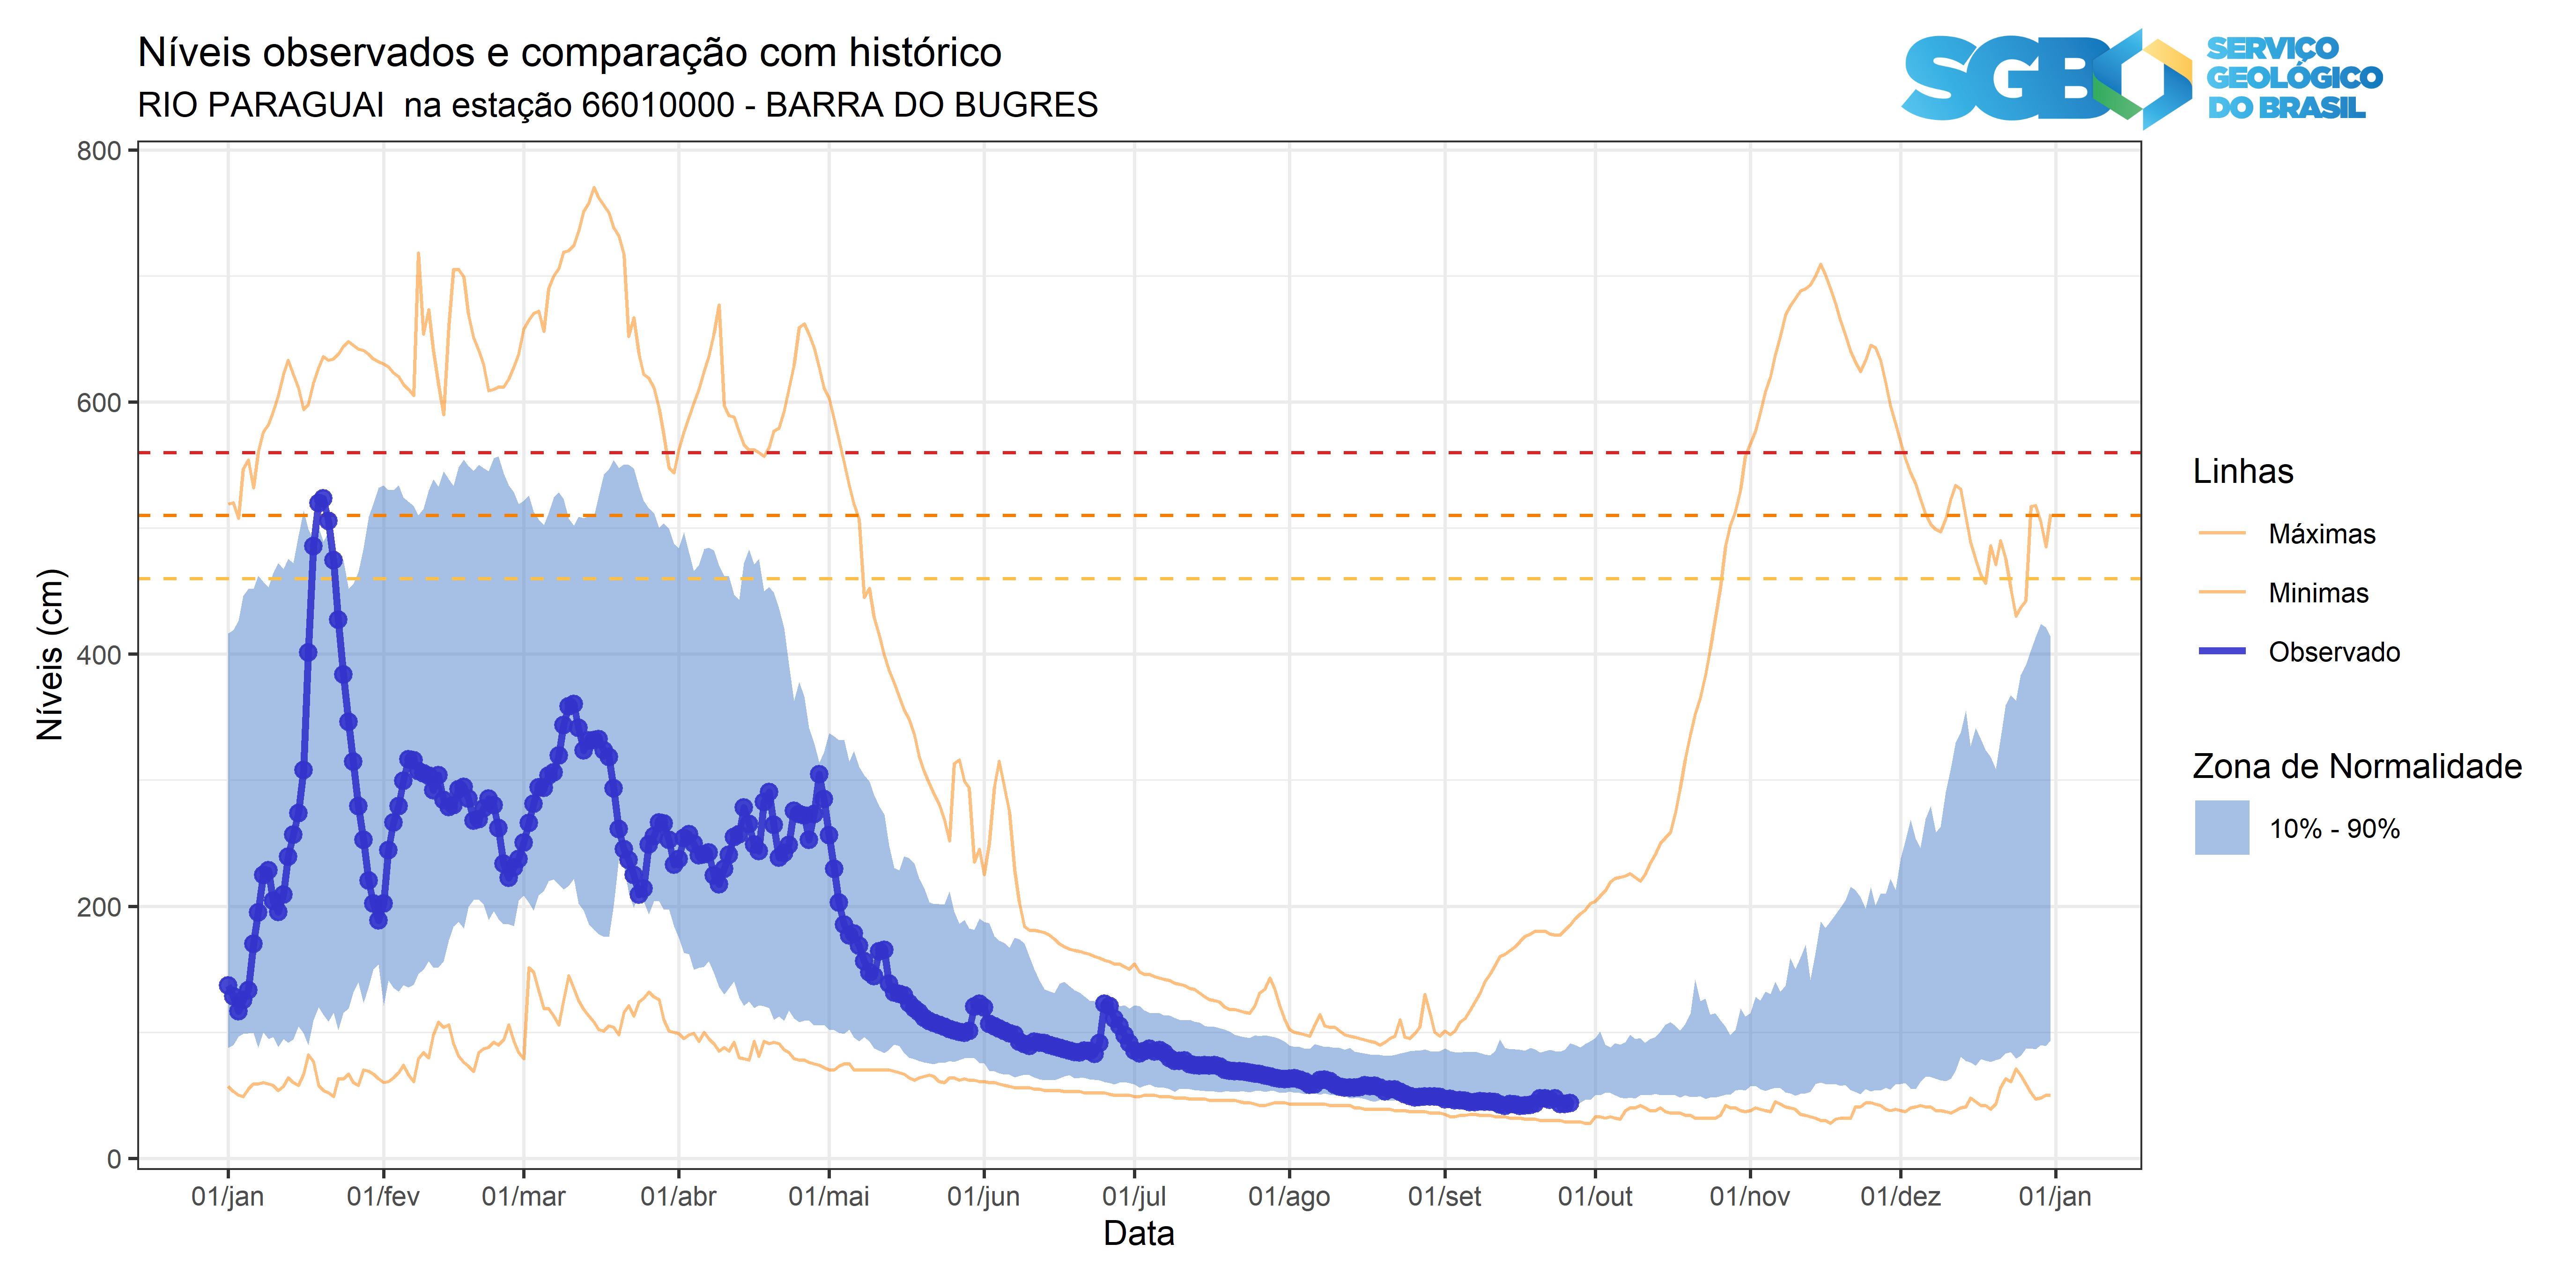 Níveis observados e comparação com histórico
RIO PARAGUAI  na estação 66010000 - BARRA DO BUGRES
SGB
SERVIÇO
GEOLÓGICO
DO BRASIL
800
600
400
200
0
Níveis (cm)
01/jan
01/fev
01/mar
01/abr
01/mai
01/jun
01/jul
01/ago
01/set
01/out
01/nov
01/dez
01/jan
Data
Linhas
Máximas
Minimas
Observado
Zona de Normalidade
10% - 90%